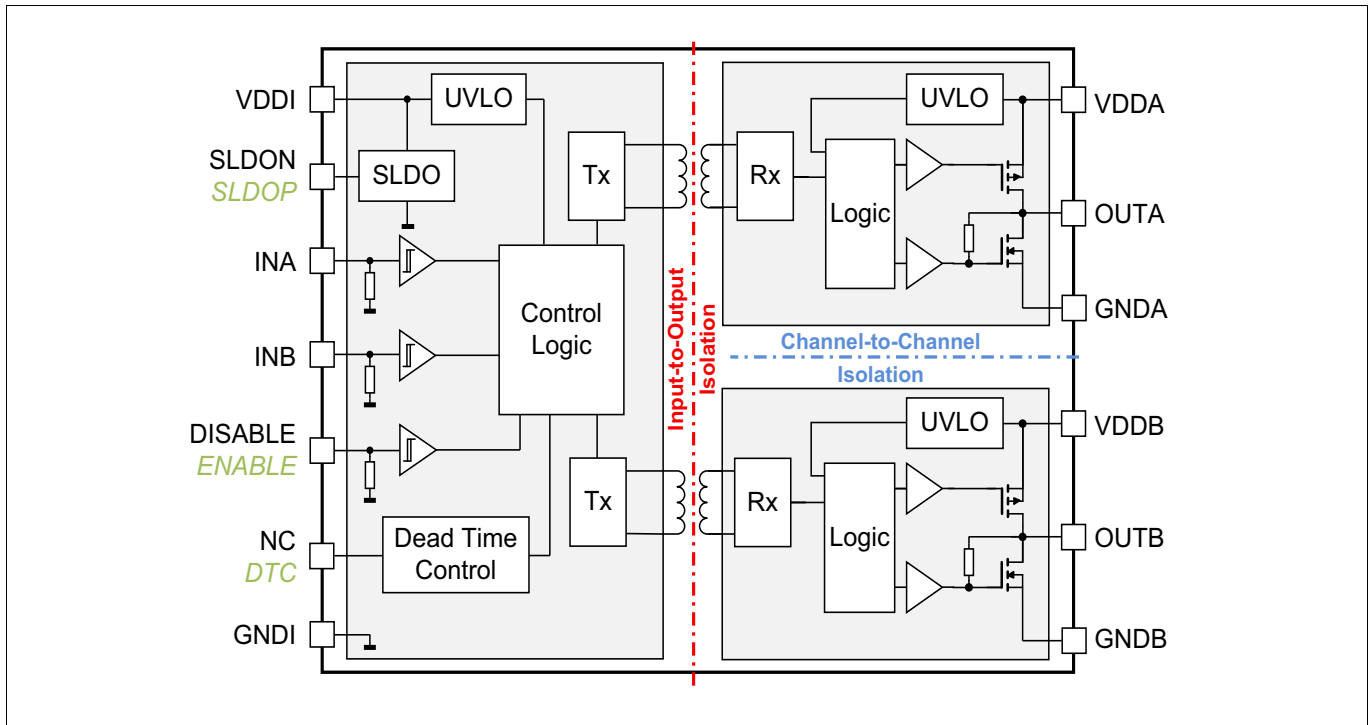 VDDI
SLDON
SLDOP
INA
INB
DISABLE
ENABLE
NC
DTC
GNDI
UVLO
SLDO
Tx
Control
Logic
Tx
Dead Time
Control
Input-to-Output
Isolation
UVLO
Rx
Logic
VDDA
OUTA
GNDA
Channel-to-Channel
Isolation
UVLO
Rx
Logic
VDDB
OUTB
GNDB